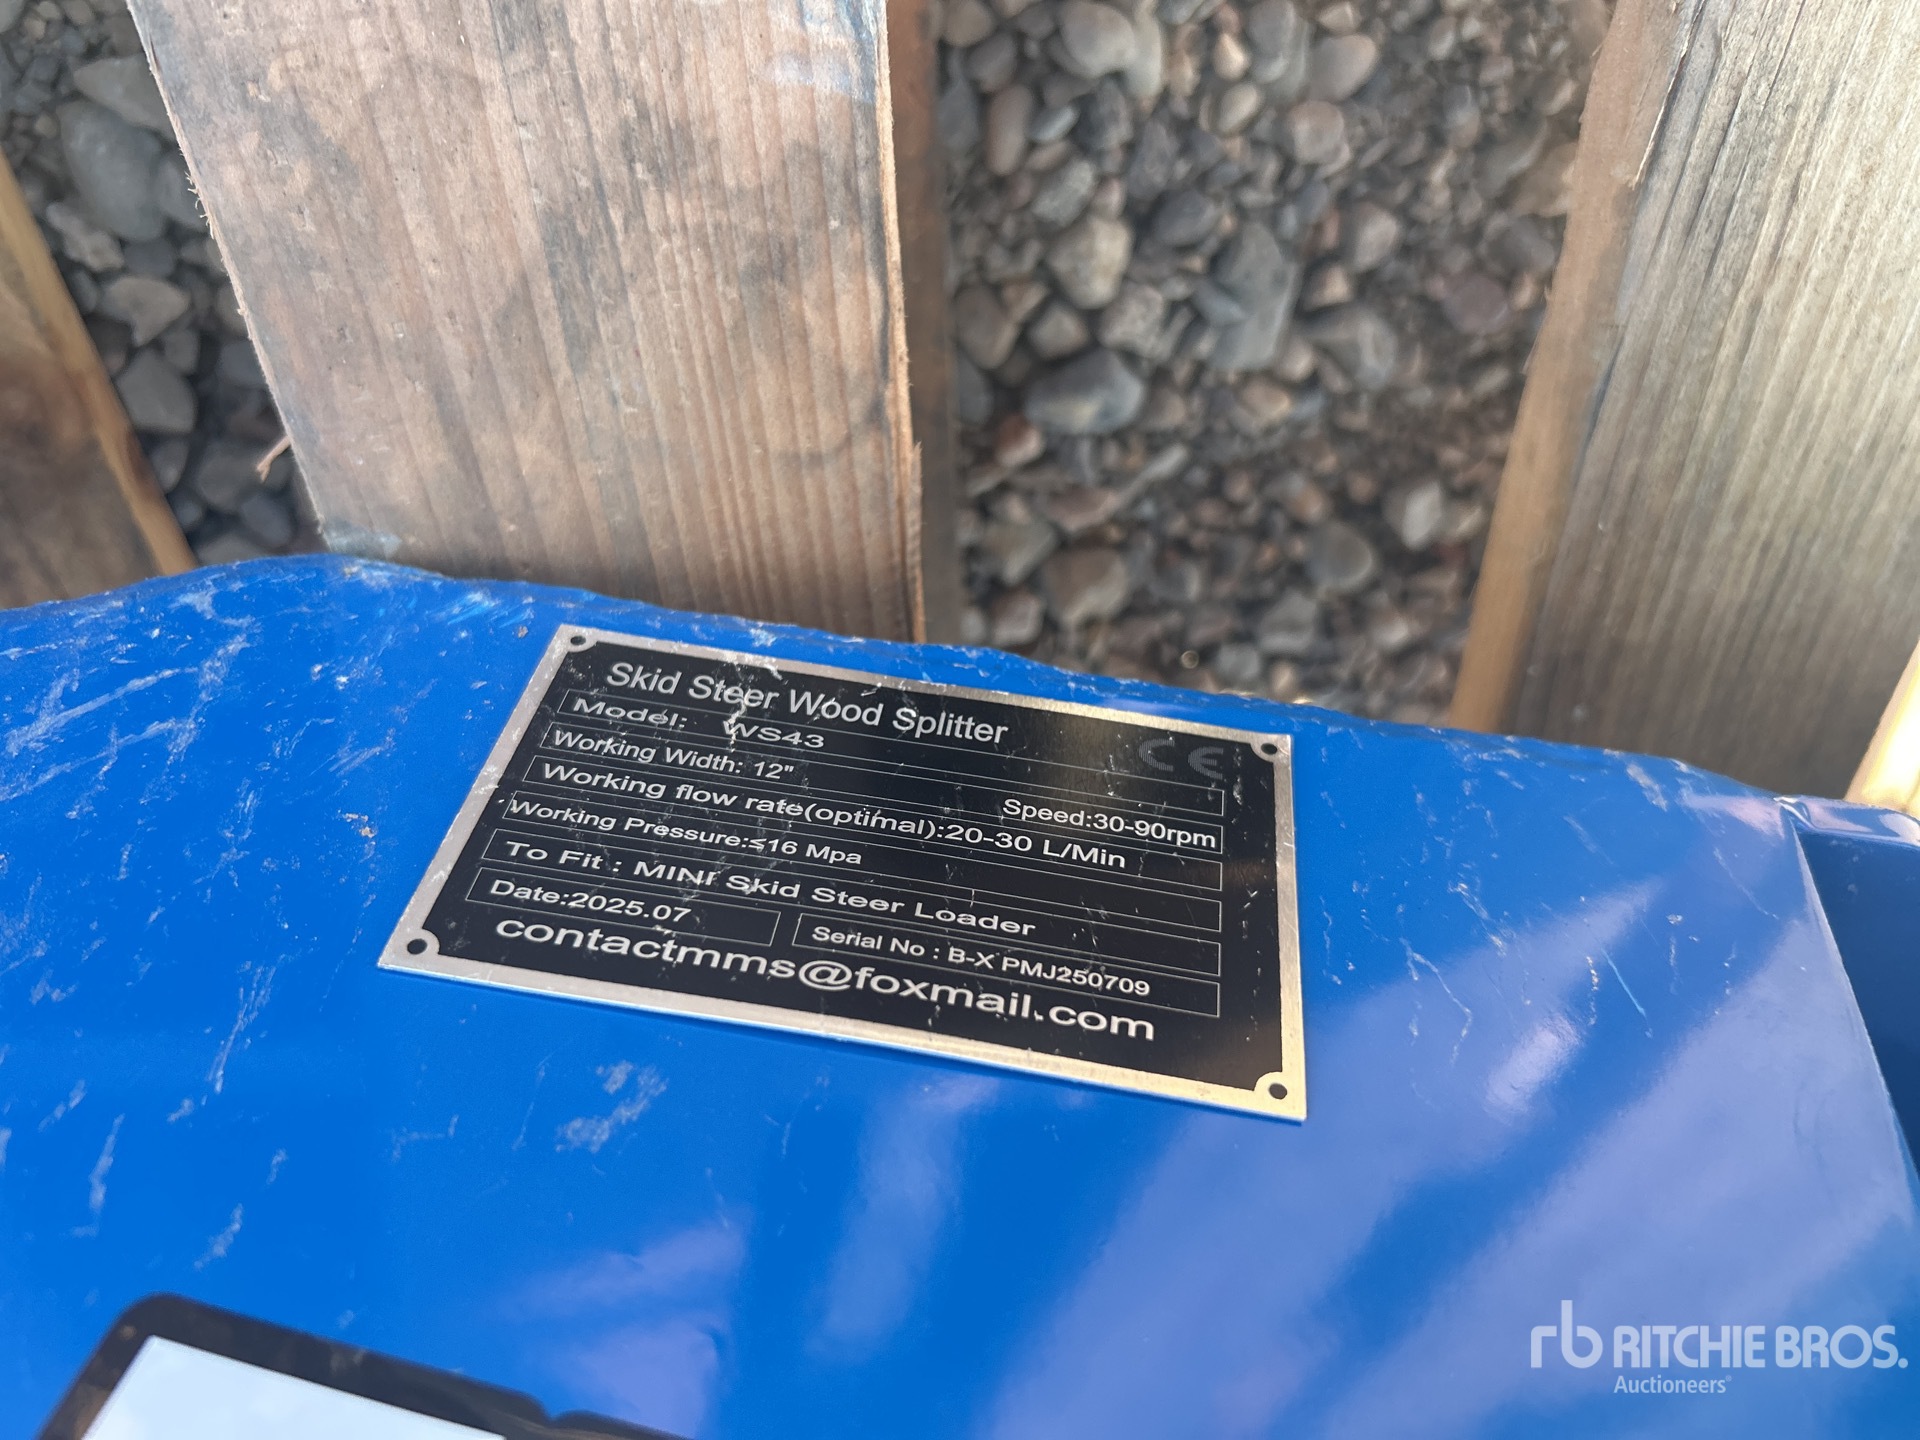 Skid Steer Wood Splitter
Model: WS43
CE
Working Width: 12" Speed:30-90rpm
Working flow rate(optimal):20-30 L/Min
Working Pressure:≤16 Mpa
To Fit : MINI Skid Steer Loader
Date:2025.07 Serial No : B-X PMJ250709
contactmms@foxmail.com
rb RITCHIE BROS.
Auctioneers